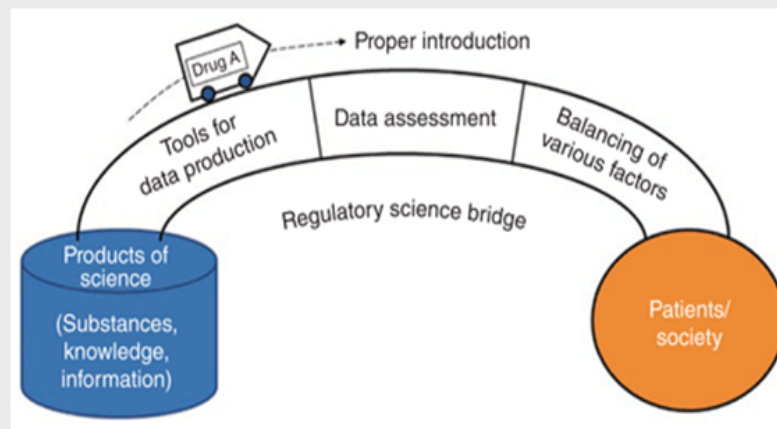 Drug A
Proper introduction
Tools for
data production
Data assessment
Balancing of
various factors
Regulatory science bridge
Products of
science
(Substances,
knowledge,
information)
Patients/
society